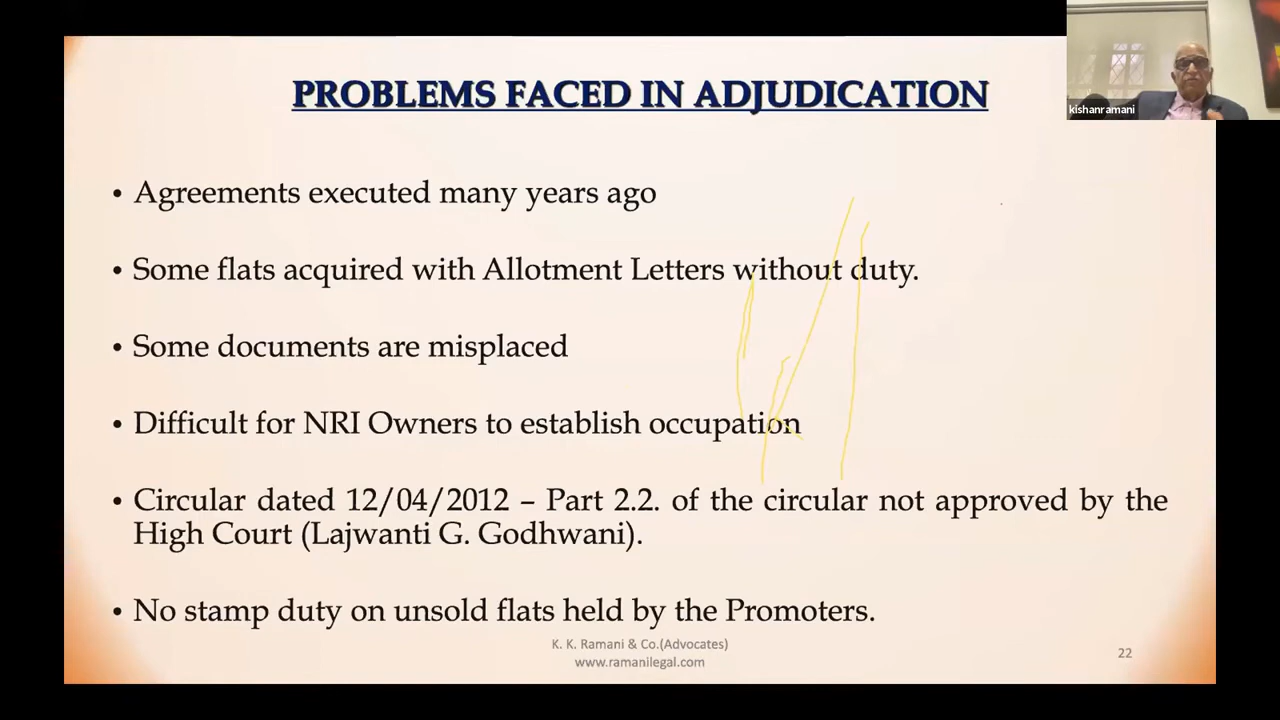 kishanramani
PROBLEMS FACED IN ADJUDICATION
• Agreements executed many years ago
• Some flats acquired with Allotment Letters without duty.
• Some documents are misplaced
• Difficult for NRI Owners to establish occupation
• Circular dated 12/04/2012 – Part 2.2. of the circular not approved by the
High Court (Lajwanti G. Godhwani).
• No stamp duty on unsold flats held by the Promoters.
K. K. Ramani & Co.(Advocates)
www.ramanilegal.com
22